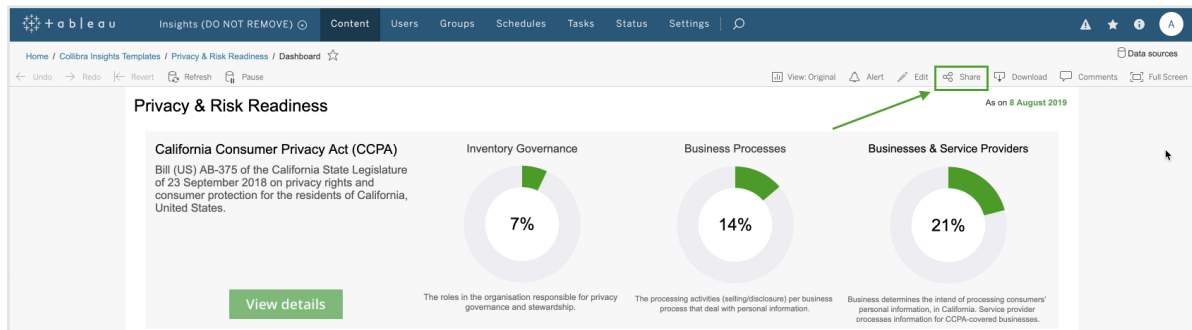 + a b | e a u Insights (DO NOT REMOVE) Content Users Groups Schedules Tasks Status Settings A
Home / Collibra Insights Templates / Privacy & Risk Readiness / Dashboard Data sources
Undo Redo Revert Refresh Pause View: Original Alert Edit Share Download Comments Full Screen
Privacy & Risk Readiness As on 8 August 2019
California Consumer Privacy Act (CCPA)
Bill (US) AB-375 of the California State Legislature
of 23 September 2018 on privacy rights and
consumer protection for the residents of California,
United States.
View details
Inventory Governance
7%
The roles in the organisation responsible for privacy
governance and stewardship.
Business Processes
14%
The processing activities (selling/disclosure) per business
process that deal with personal information.
Businesses & Service Providers
21%
Business determines the intend of processing consumers'
personal information, in California. Service provider
processes information for CCPA-covered businesses.